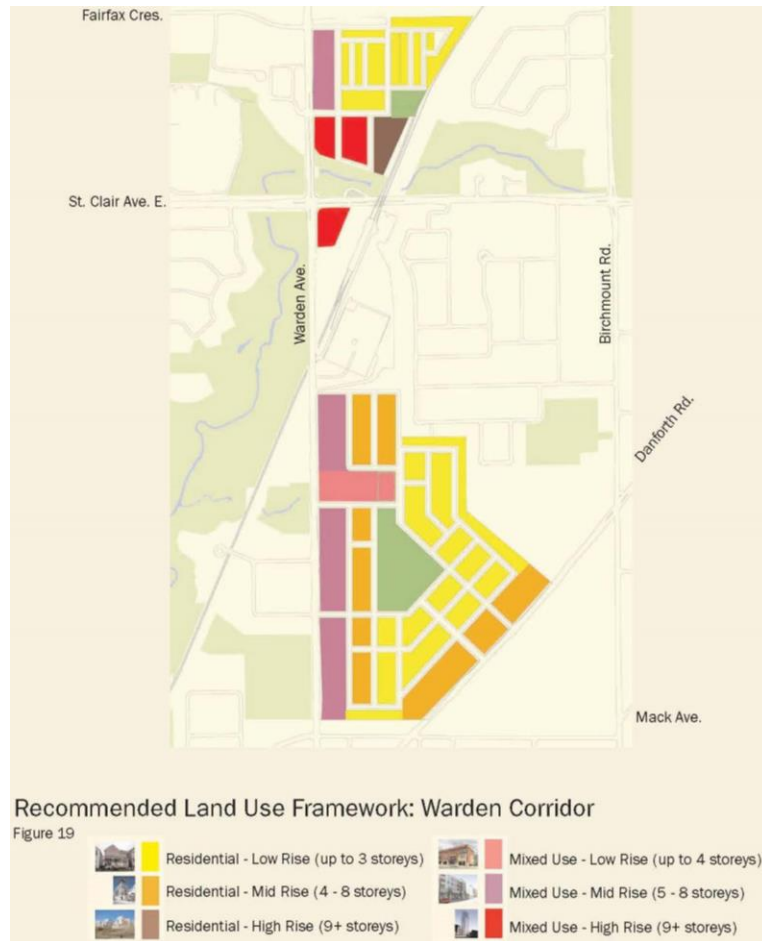 Fairfax Cres.
St. Clair Ave. E.
Warden Ave.
Birchmount Rd.
Danforth Rd.
Mack Ave.
Recommended Land Use Framework: Warden Corridor
Figure 19
Residential - Low Rise (up to 3 storeys)
Mixed Use - Low Rise (up to 4 storeys)
Residential - Mid Rise (4 - 8 storeys)
Mixed Use - Mid Rise (5 - 8 storeys)
Residential - High Rise (9+ storeys)
Mixed Use - High Rise (9+ storeys)